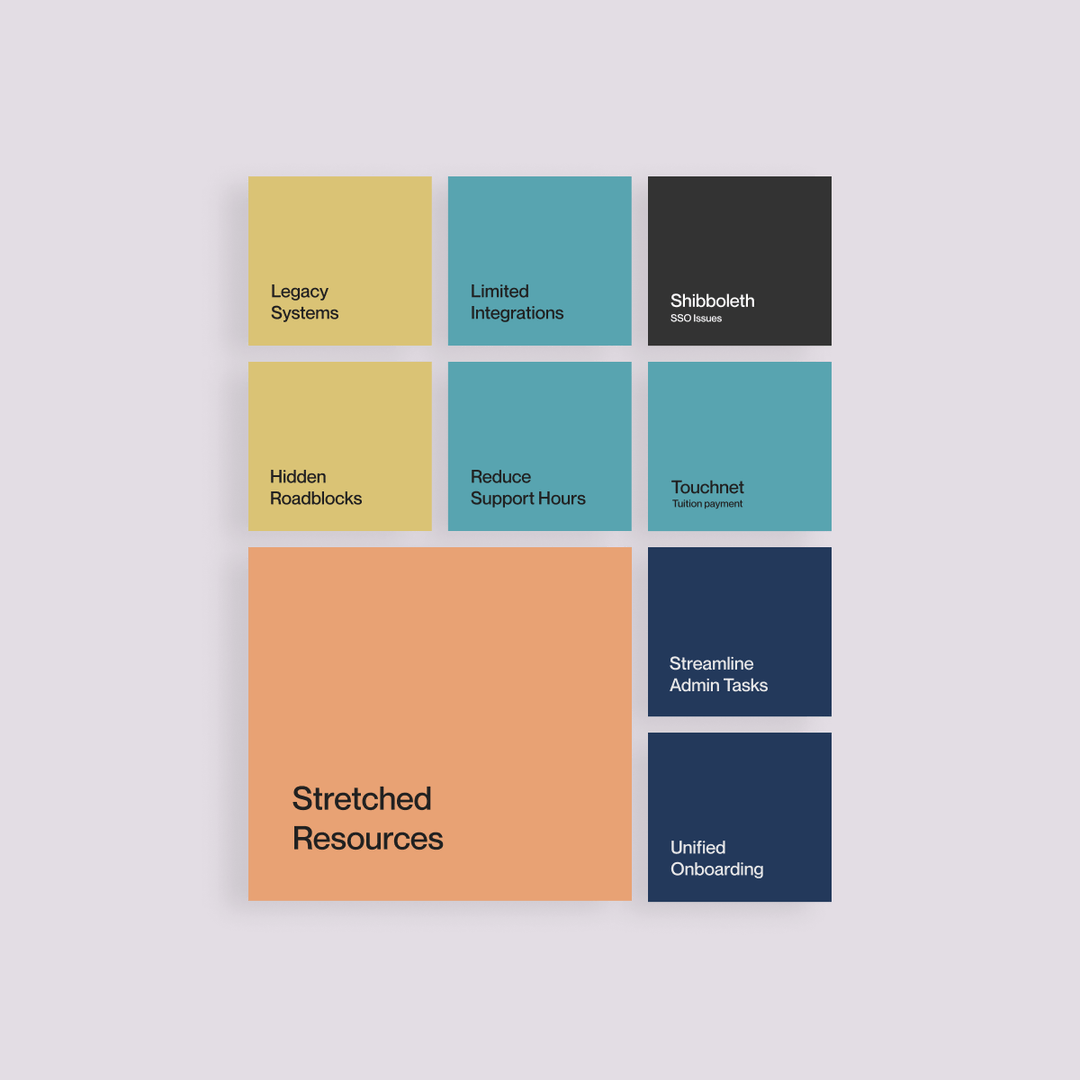 Legacy
Systems
Limited
Integrations
Shibboleth
SSO Issues
Hidden
Roadblocks
Reduce
Support Hours
Touchnet
Tuition payment
Stretched
Resources
Streamline
Admin Tasks
Unified
Onboarding